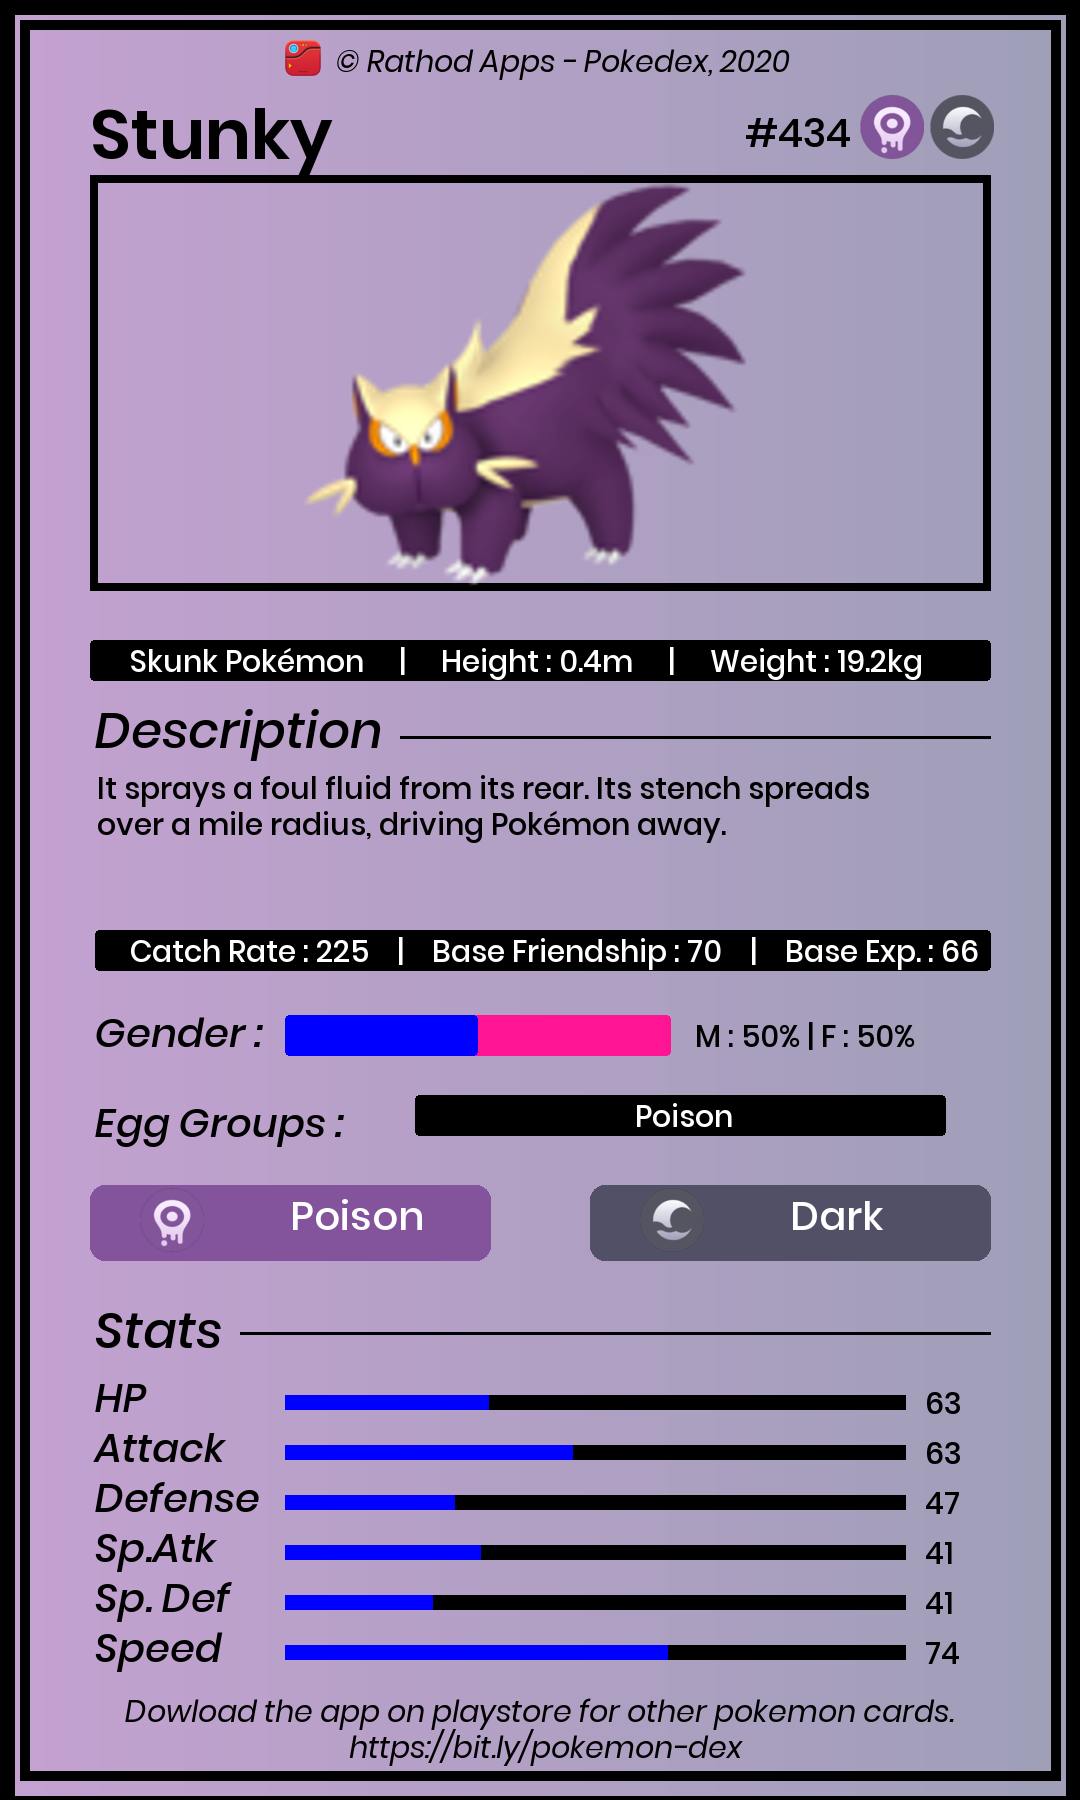 © Rathod Apps - Pokedex, 2020
Stunky #434
Skunk Pokémon | Height : 0.4m | Weight : 19.2kg
Description
It sprays a foul fluid from its rear. Its stench spreads
over a mile radius, driving Pokémon away.
Catch Rate : 225 | Base Friendship : 70 | Base Exp. : 66
Gender : M : 50% | F : 50%
Egg Groups : Poison
Poison Dark
Stats
HP 63
Attack 63
Defense 47
Sp.Atk 41
Sp. Def 41
Speed 74
Dowload the app on playstore for other pokemon cards.
https://bit.ly/pokemon-dex